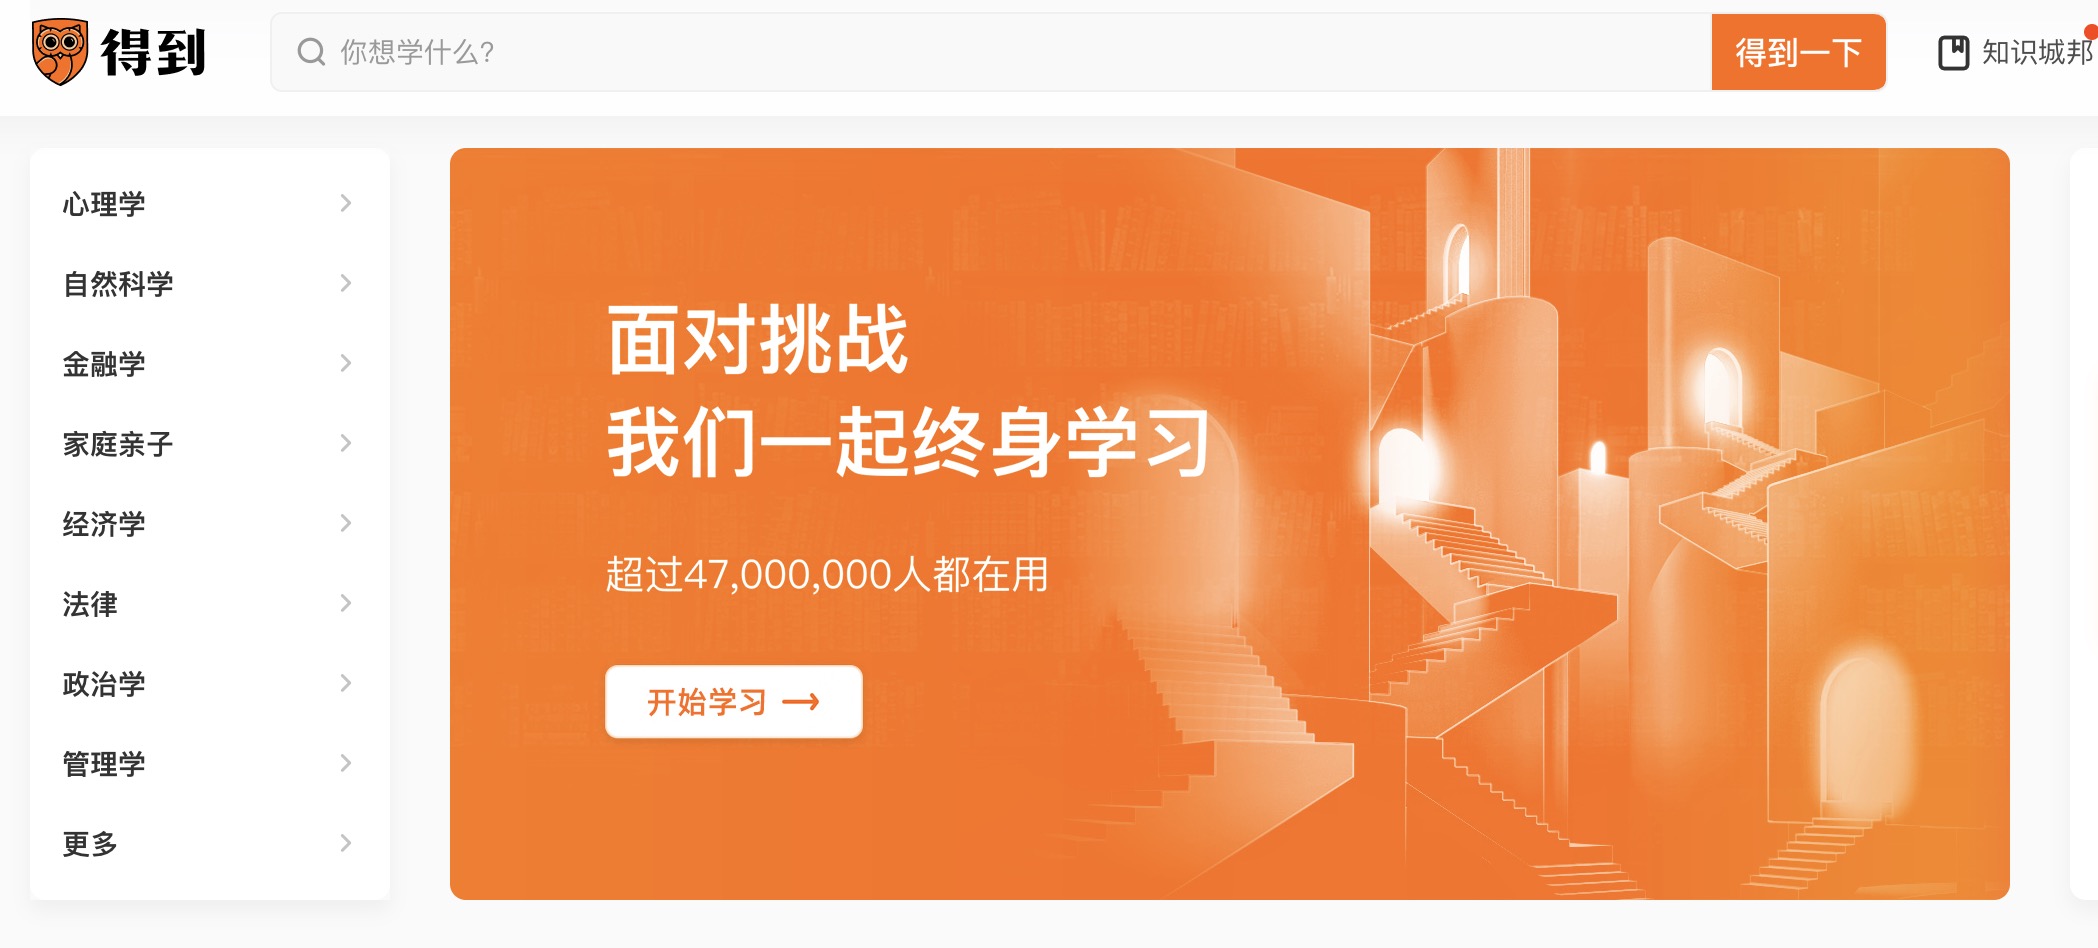 得到
你想学什么?
得到一下
知识城邦
心理学
自然科学
金融学
家庭亲子
经济学
法律
政治学
管理学
更多
面对挑战
我们一起终身学习
超过47,000,000人都在用
开始学习 →